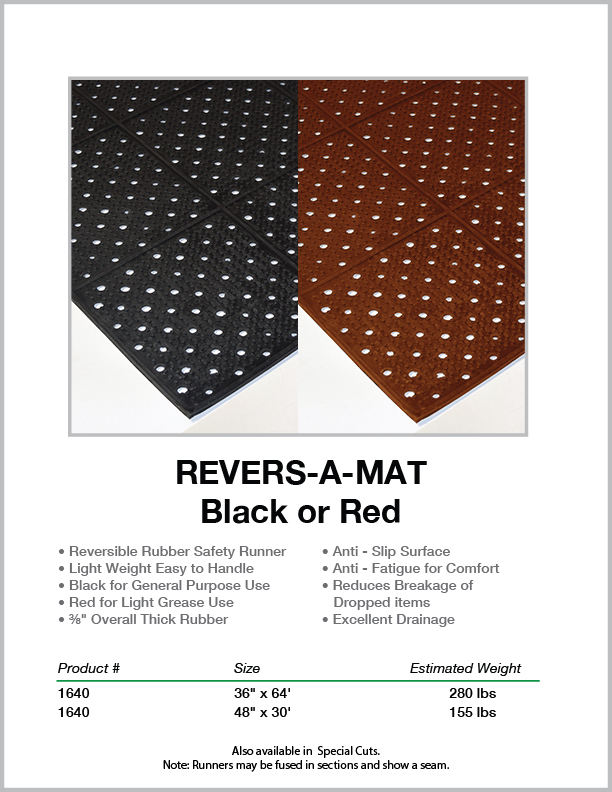 REVERS-A-MAT
Black or Red
• Reversible Rubber Safety Runner
• Light Weight Easy to Handle
• Black for General Purpose Use
• Red for Light Grease Use
• ⅜" Overall Thick Rubber
• Anti - Slip Surface
• Anti - Fatigue for Comfort
• Reduces Breakage of
Dropped items
• Excellent Drainage
Product # Size Estimated Weight
1640 36" x 64' 280 lbs
1640 48" x 30' 155 lbs
Also available in Special Cuts.
Note: Runners may be fused in sections and show a seam.